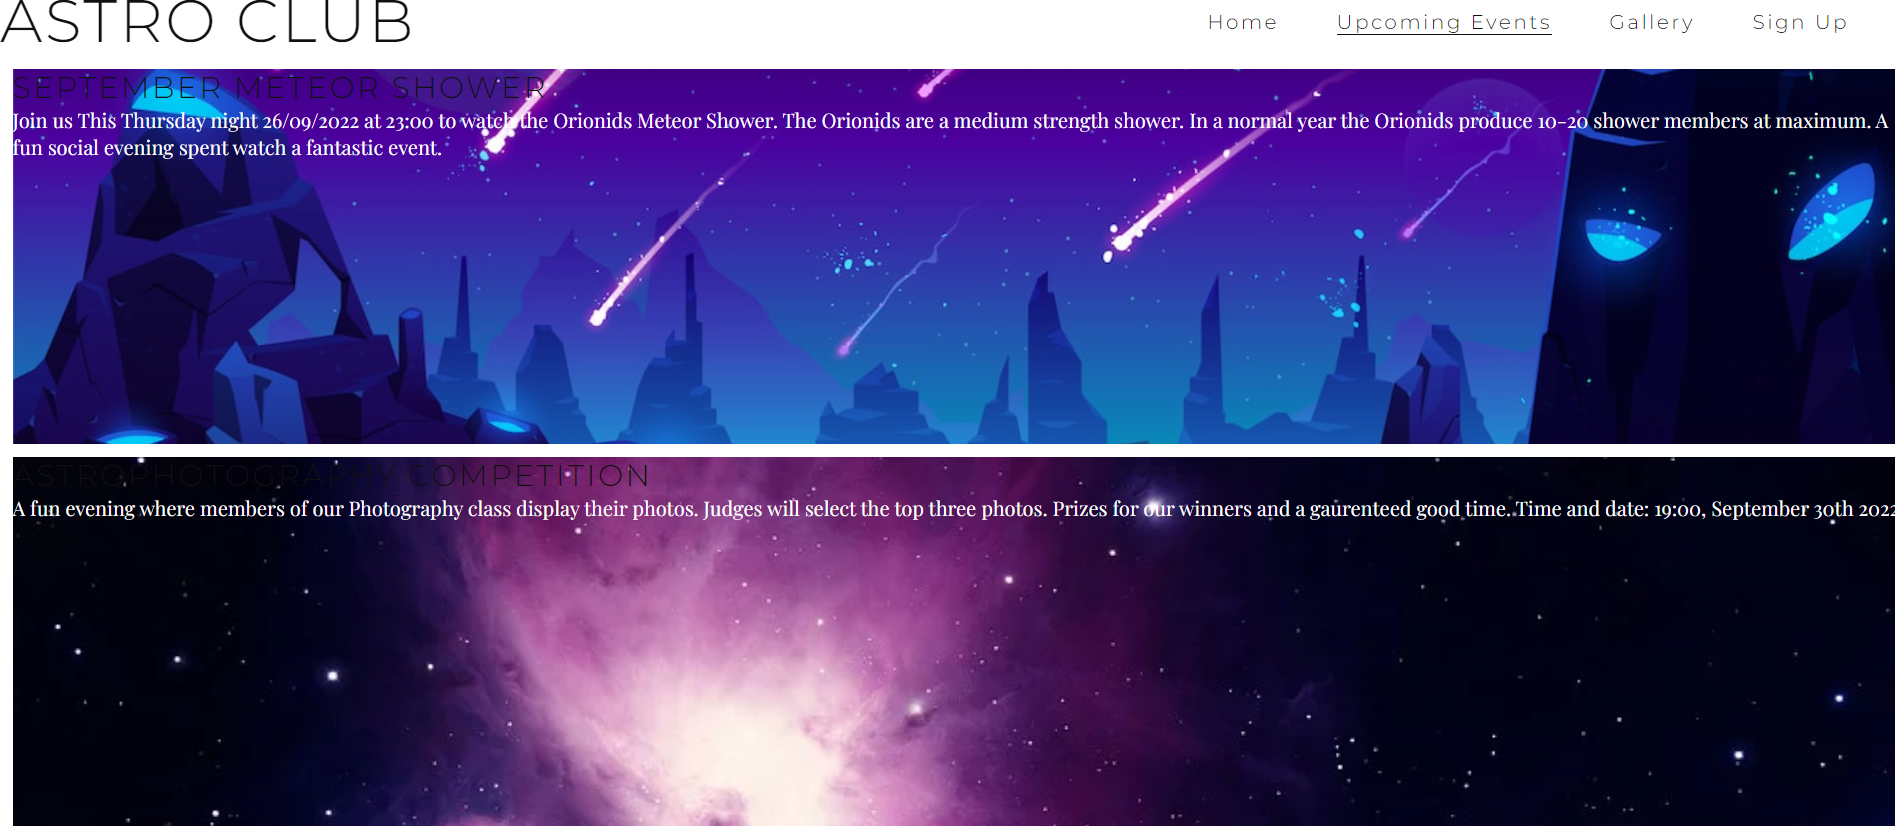 ASTRO CLUB
Home Upcoming Events Gallery Sign Up
SEPTEMBER METEOR SHOWER
Join us This Thursday night 26/09/2022 at 23:00 to watch the Orionids Meteor Shower. The Orionids are a medium strength shower. In a normal year the Orionids produce 10-20 shower members at maximum. A
fun social evening spent watch a fantastic event.
ASTROPHOTOGRAPHY COMPETITION
A fun evening where members of our Photography class display their photos. Judges will select the top three photos. Prizes for our winners and a gaurenteed good time. Time and date: 19:00, September 30th 2022